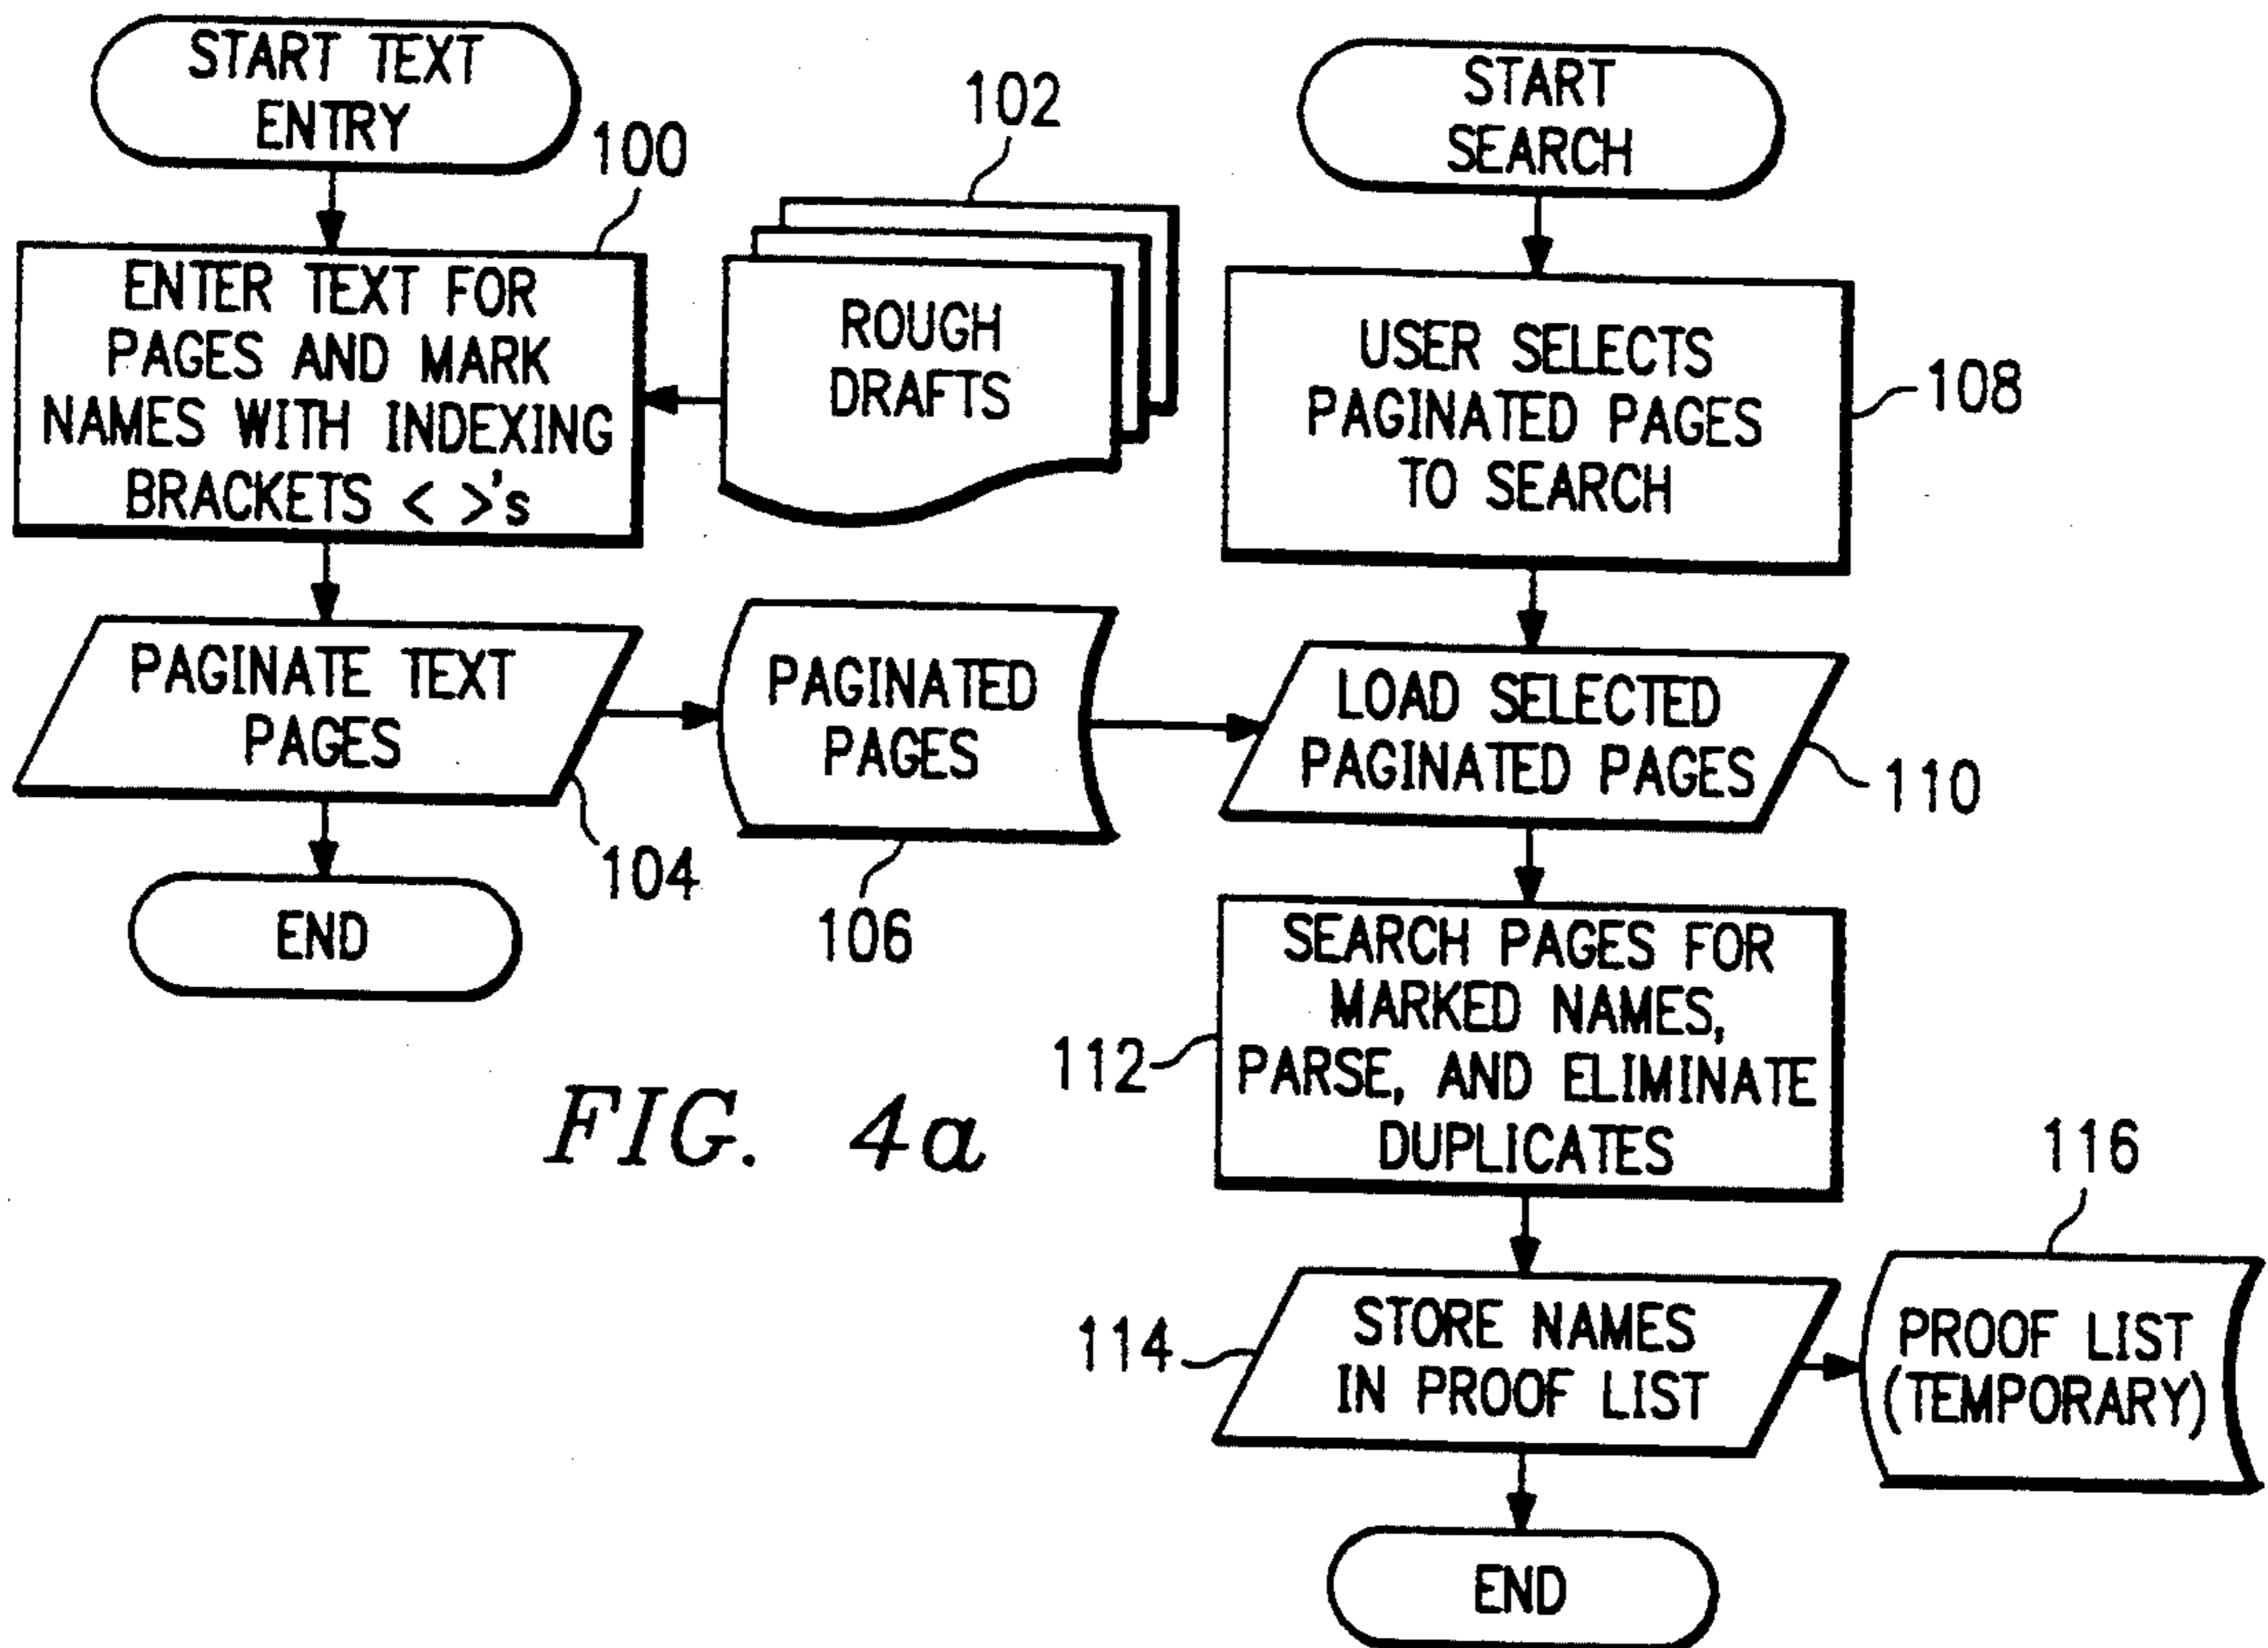 START TEXT
ENTRY
100
ENTER TEXT FOR
PAGES AND MARK
NAMES WITH INDEXING
BRACKETS < >'s
102
ROUGH
DRAFTS
PAGINATE TEXT
PAGES
104
PAGINATED
PAGES
106
END
START
SEARCH
USER SELECTS
PAGINATED PAGES
TO SEARCH
108
LOAD SELECTED
PAGINATED PAGES
110
SEARCH PAGES FOR
MARKED NAMES,
PARSE, AND ELIMINATE
DUPLICATES
112
STORE NAMES
IN PROOF LIST
114
PROOF LIST
(TEMPORARY)
116
END
FIG. 4a